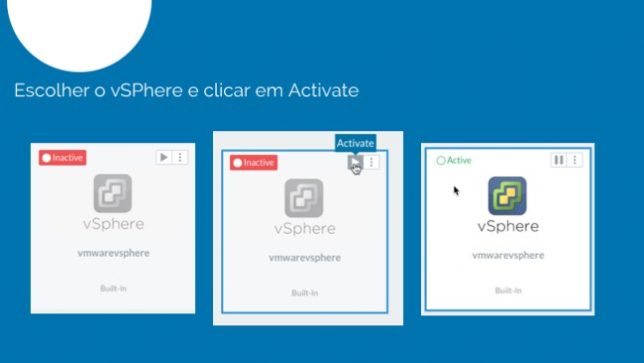 Escolher o vSPhere e clicar em Activate
Inactive
vSphere
vmwarevsphere
Built-In
Activate
Inactive
vSphere
vmwarevsphere
Built-In
Active
vSphere
vmwarevsphere
Built-In